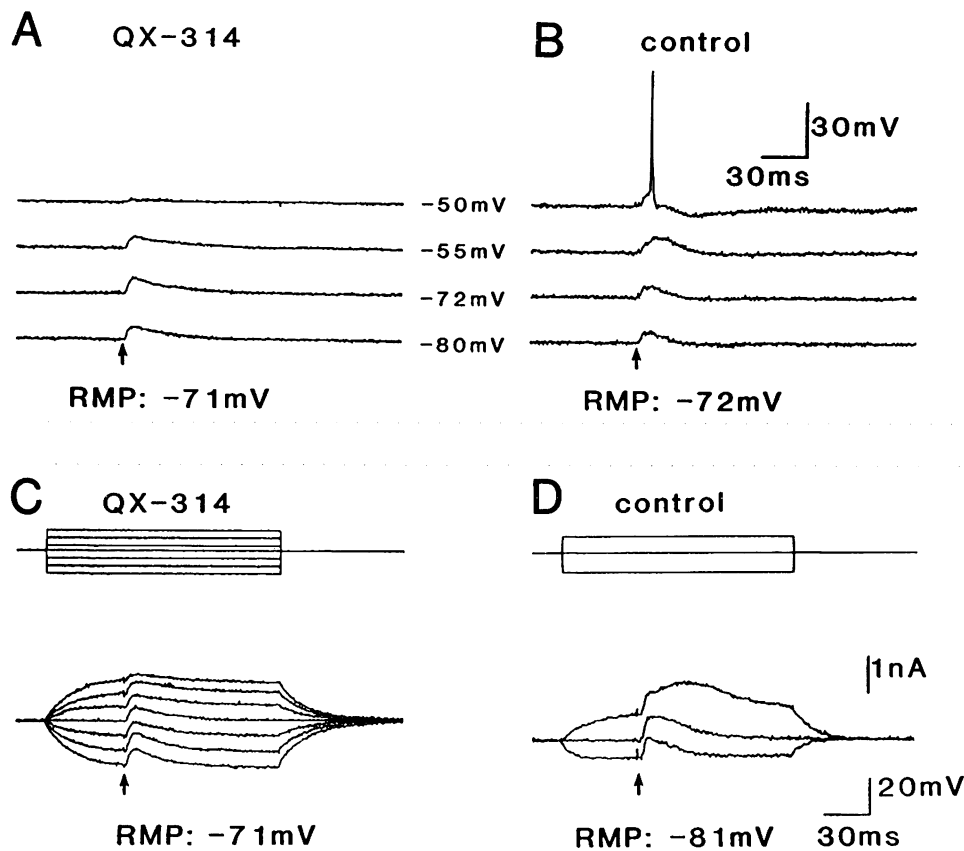 A QX-314
B control
30mV
30ms
-50mV
-55mV
-72mV
-80mV
RMP: -71mV
RMP: -72mV
C QX-314
D control
1nA
20mV
30ms
RMP: -71mV
RMP: -81mV